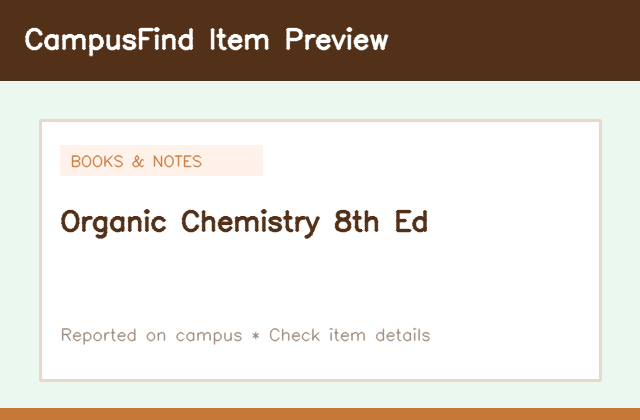 CampusFind Item Preview
BOOKS & NOTES
Organic Chemistry 8th Ed
Reported on campus * Check item details